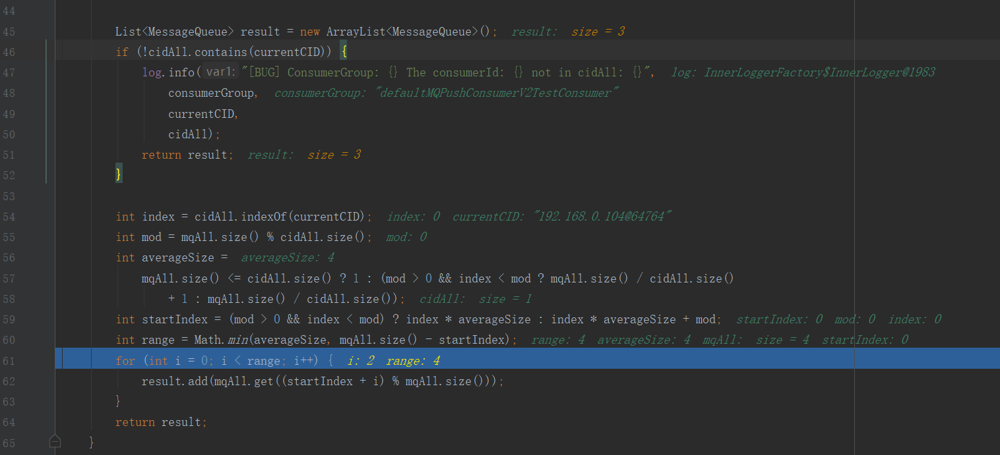 44
45 List<MessageQueue> result = new ArrayList<MessageQueue>(); result: size = 3
46 if (!cidAll.contains(currentCID)) {
47 log.info( var1: "[BUG] ConsumerGroup: {} The consumerId: {} not in cidAll: {}", log: InnerLoggerFactory$InnerLogger@1983
48 consumerGroup, consumerGroup: "defaultMQPushConsumerV2TestConsumer"
49 currentCID,
50 cidAll);
51 return result; result: size = 3
52 }
53
54 int index = cidAll.indexOf(currentCID); index: 0 currentCID: "192.168.0.104@64764"
55 int mod = mqAll.size() % cidAll.size(); mod: 0
56 int averageSize = averageSize: 4
57 mqAll.size() <= cidAll.size() ? 1 : (mod > 0 && index < mod ? mqAll.size() / cidAll.size()
58 + 1 : mqAll.size() / cidAll.size()); cidAll: size = 1
59 int startIndex = (mod > 0 && index < mod) ? index * averageSize : index * averageSize + mod; startIndex: 0 mod: 0 index: 0
60 int range = Math.min(averageSize, mqAll.size() - startIndex); range: 4 averageSize: 4 mqAll: size = 4 startIndex: 0
61 for (int i = 0; i < range; i++) { i: 2 range: 4
62 result.add(mqAll.get((startIndex + i) % mqAll.size()));
63 }
64 return result;
65 }